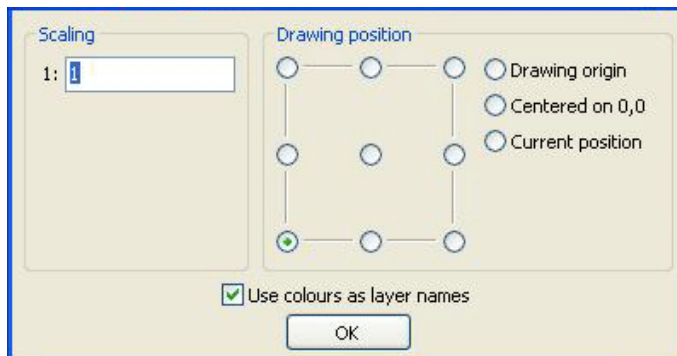 Scaling
1: 1
Drawing position
Drawing origin
Centered on 0,0
Current position
Use colours as layer names
OK